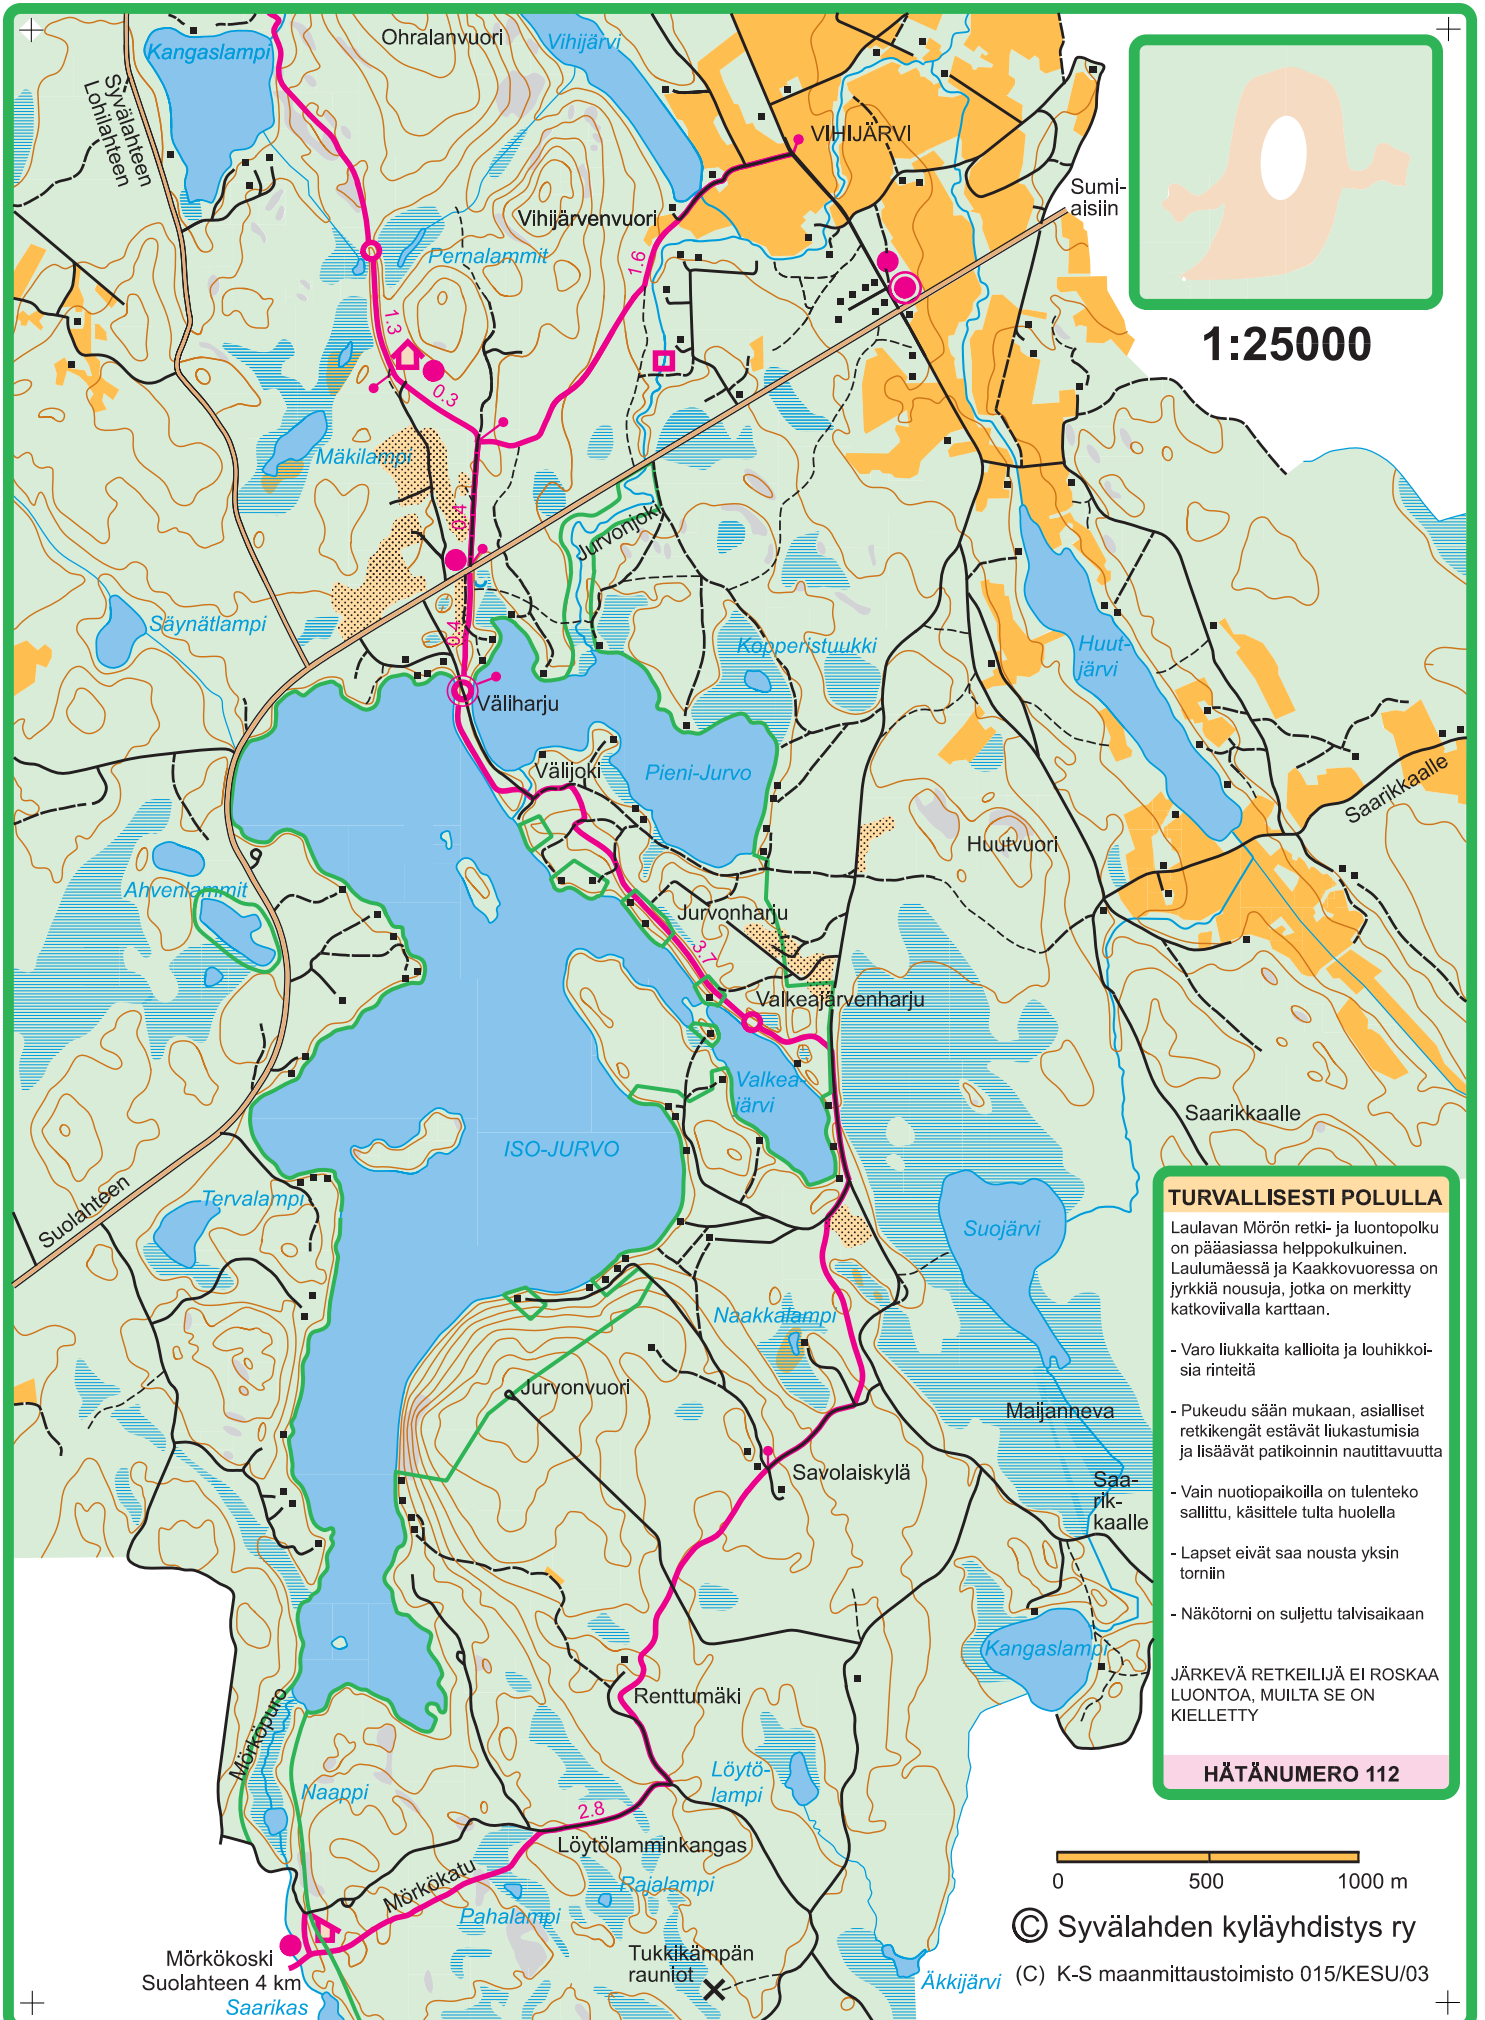 Ohralanvuori
Kangaslampi
Vihijärvi
Syvälahteen
Lohilahteen
VIHIJÄRVI
Sumi-
aisiin
Vihijärvenvuori
Pernalammit
1.6
1.3
0.3
1:25000
Mäkilampi
0.4
Jurvonjoki
Säynätlampi
0.4
Kopperistuukki
Huut-
järvi
Väliharju
Välijoki
Pieni-Jurvo
Saarikkaalle
Huutvuori
Ahvenlammit
Jurvonharju
3.7
Valkeajärvenharju
Valkea-
järvi
Saarikkaalle
ISO-JURVO
Suolahteen
Tervalampi
Suojärvi
TURVALLISESTI POLULLA
Laulavan Mörön retki- ja luontopolku
on pääasiassa helppokulkuinen.
Laulumäessä ja Kaakkovuoressa on
jyrkkiä nousuja, jotka on merkitty
katkoviivalla karttaan.
- Varo liukkaita kallioita ja louhikkoi-
sia rinteitä
- Pukeudu sään mukaan, asialliset
retkikengät estävät liukastumisia
ja lisäävät patikoinnin nautittavuutta
- Vain nuotiopaikoilla on tulenteko
sallittu, käsittele tulta huolella
- Lapset eivät saa nousta yksin
torniin
- Näkötorni on suljettu talvisaikaan
JÄRKEVÄ RETKEILIJÄ EI ROSKAA
LUONTOA, MUILTA SE ON
KIELLETTY
HÄTÄNUMERO 112
Naakkalampi
Jurvonvuori
Maijanneva
Savolaiskylä
Saa-
rik-
kaalle
Kangaslampi
Renttumäki
Mörköpuro
Naappi
Löytö-
lampi
2.8
Löytölamminkangas
Mörkökatu
Rajalampi
Pahalampi
0 500 1000 m
© Syvälahden kyläyhdistys ry
Mörkökoski
Suolahteen 4 km
Saarikas
Tukkikämpän
rauniot
Äkkijärvi
(C) K-S maanmittaustoimisto 015/KESU/03